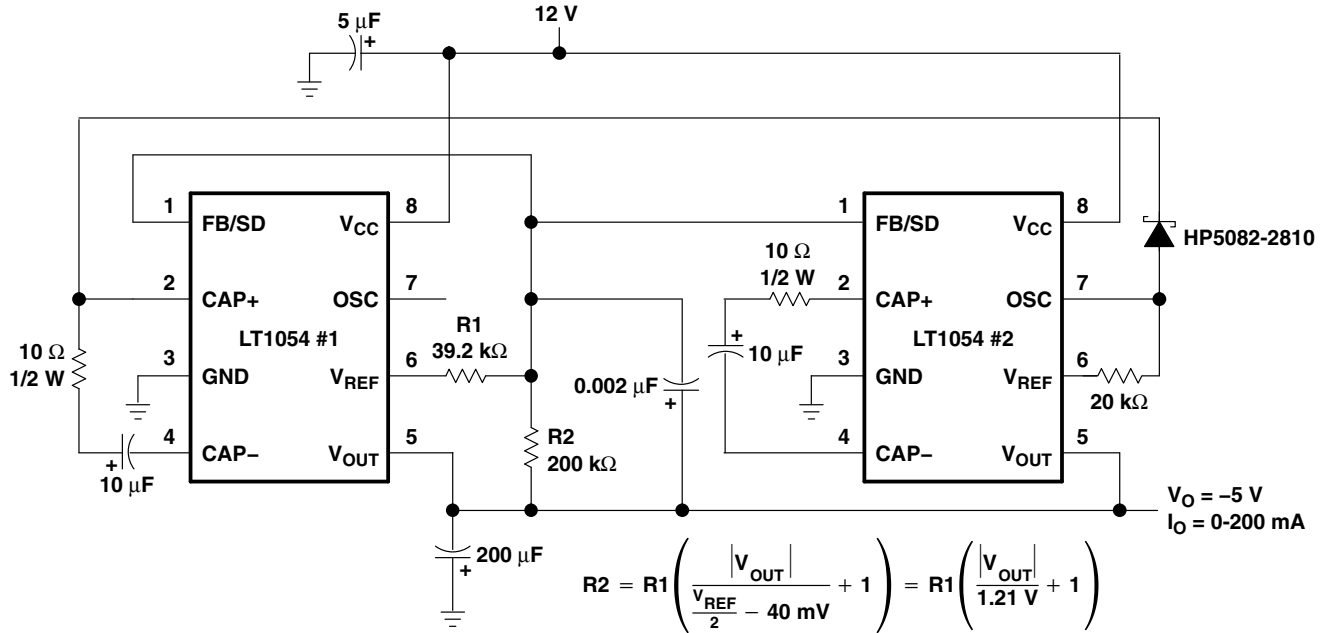 5 μF
+
12 V
LT1054 #1
1 FB/SD
2 CAP+
3 GND
4 CAP−
VCC 8
OSC 7
VREF 6
VOUT 5
10 Ω
1/2 W
+
10 μF
R1
39.2 kΩ
R2
200 kΩ
0.002 μF
+
200 μF
+
10 Ω
1/2 W
+
10 μF
LT1054 #2
1 FB/SD
2 CAP+
3 GND
4 CAP−
VCC 8
OSC 7
VREF 6
VOUT 5
HP5082-2810
20 kΩ
VO = −5 V
IO = 0-200 mA
R2 = R1(|VOUT| / (VREF/2 − 40 mV) + 1) = R1(|VOUT| / 1.21 V + 1)